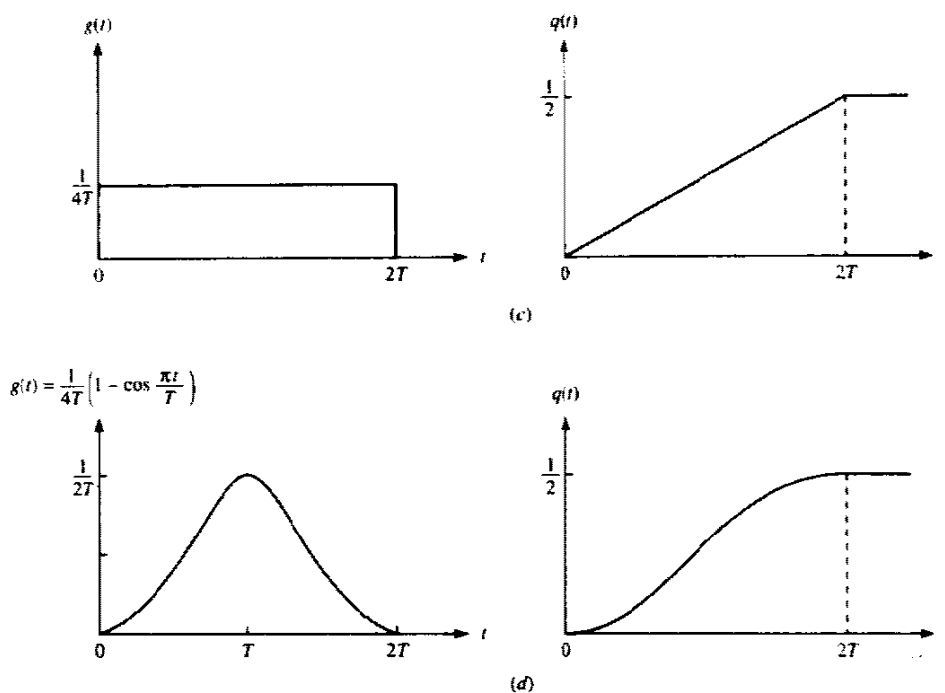 g(t)
q(t)
1/2
1/4T
0
2T
t
0
2T
(c)
g(t) = 1/4T (1 − cos πt/T)
q(t)
1/2T
1/2
0
T
2T
t
0
2T
(d)